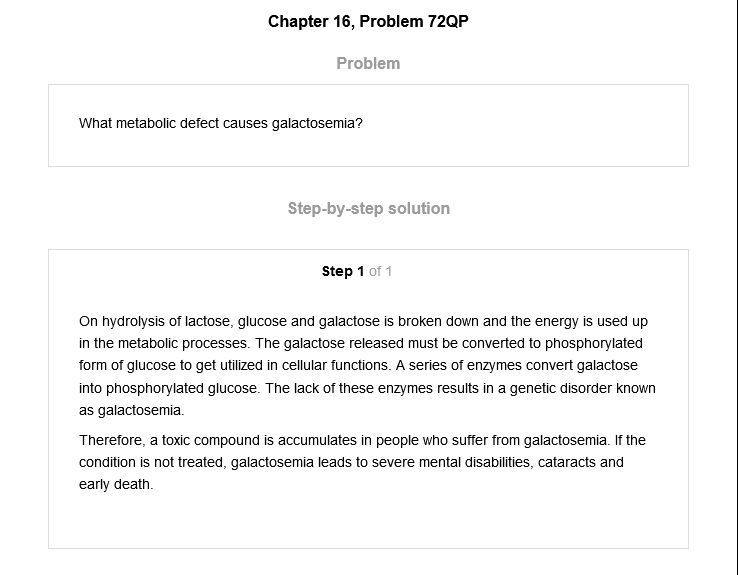 Chapter 16, Problem 72QP
Problem
What metabolic defect causes galactosemia?
Step-by-step solution
Step 1 of 1
On hydrolysis of lactose, glucose and galactose is broken down and the energy is used up
in the metabolic processes. The galactose released must be converted to phosphorylated
form of glucose to get utilized in cellular functions. A series of enzymes convert galactose
into phosphorylated glucose. The lack of these enzymes results in a genetic disorder known
as galactosemia.
Therefore, a toxic compound is accumulates in people who suffer from galactosemia. If the
condition is not treated, galactosemia leads to severe mental disabilities, cataracts and
early death.